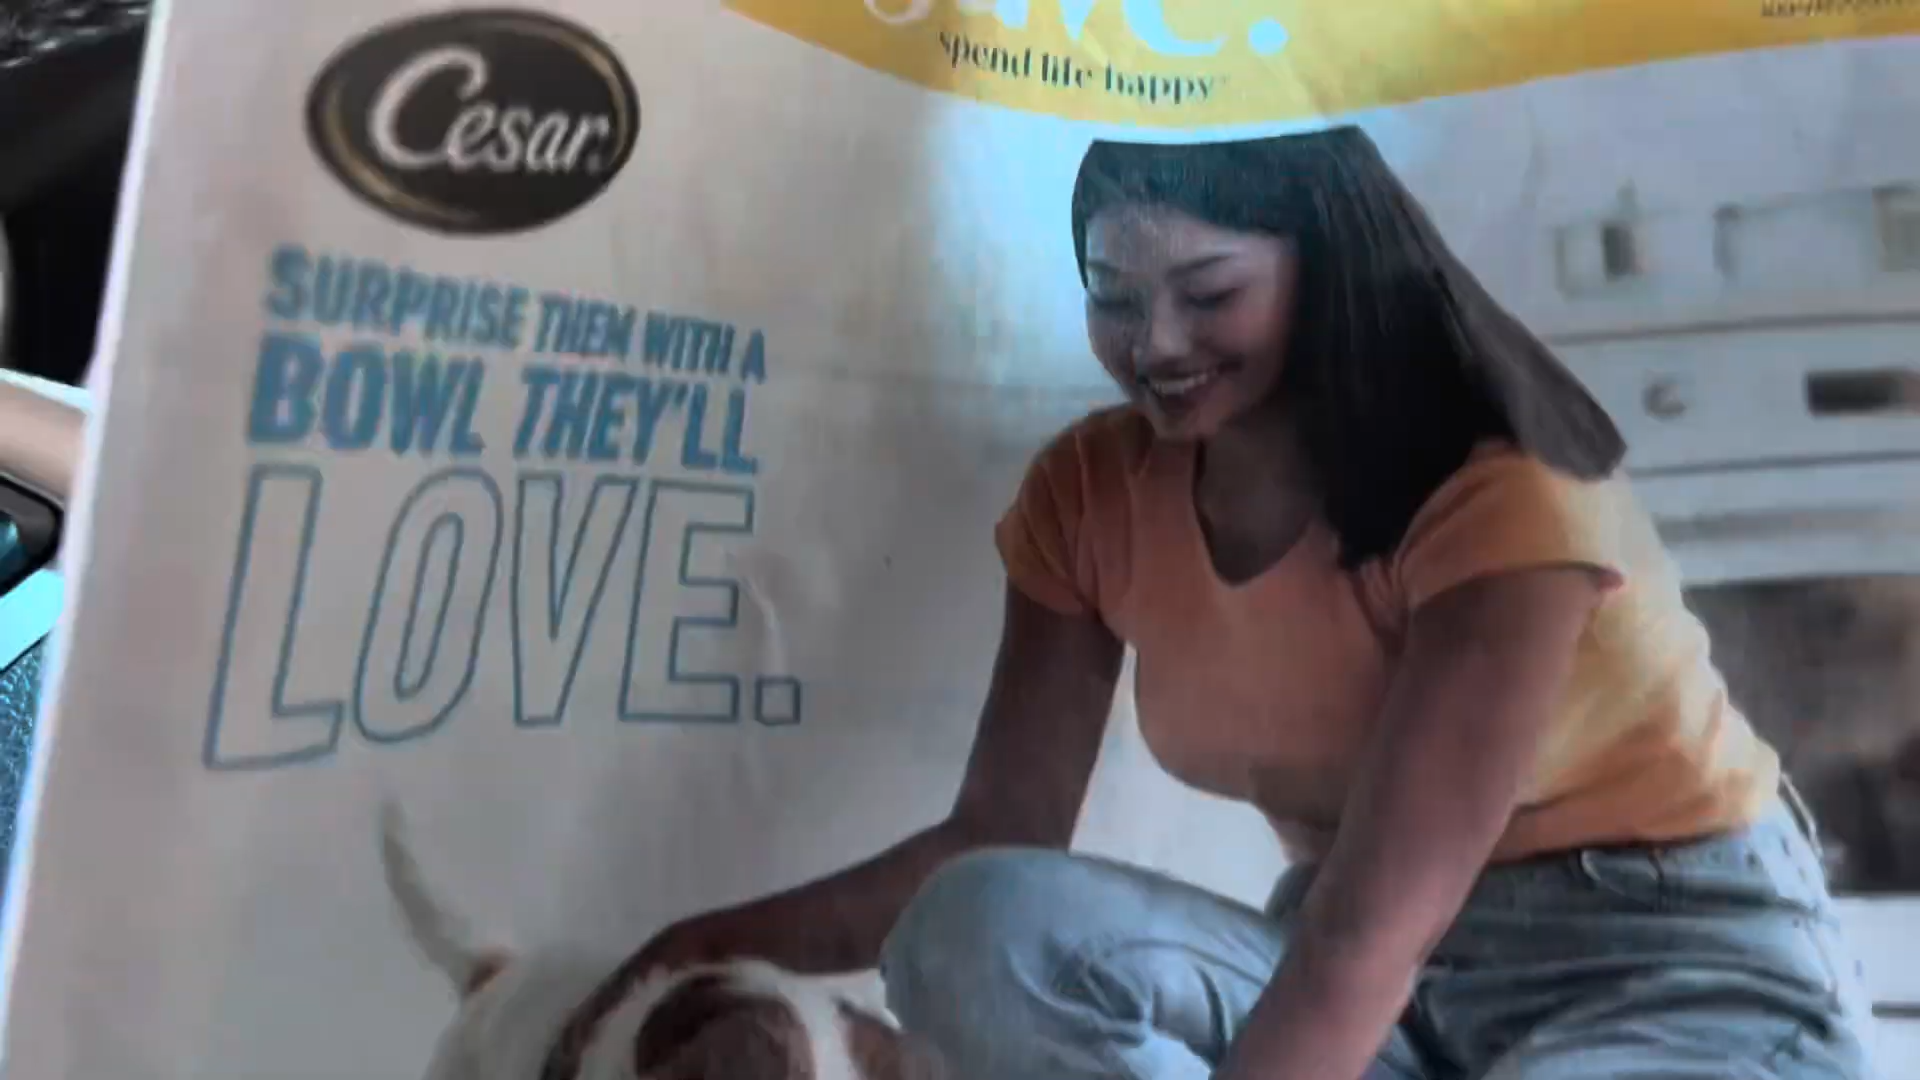 spend life happy
Cesar
SURPRISE THEM WITH A
BOWL THEY'LL
LOVE.